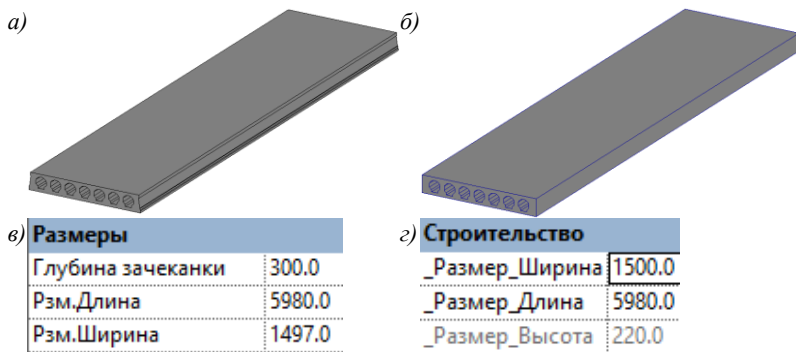 а)
б)
в) Размеры
Глубина зачеканки 300.0
Рзм.Длина 5980.0
Рзм.Ширина 1497.0
г) Строительство
_Размер_Ширина 1500.0
_Размер_Длина 5980.0
_Размер_Высота 220.0